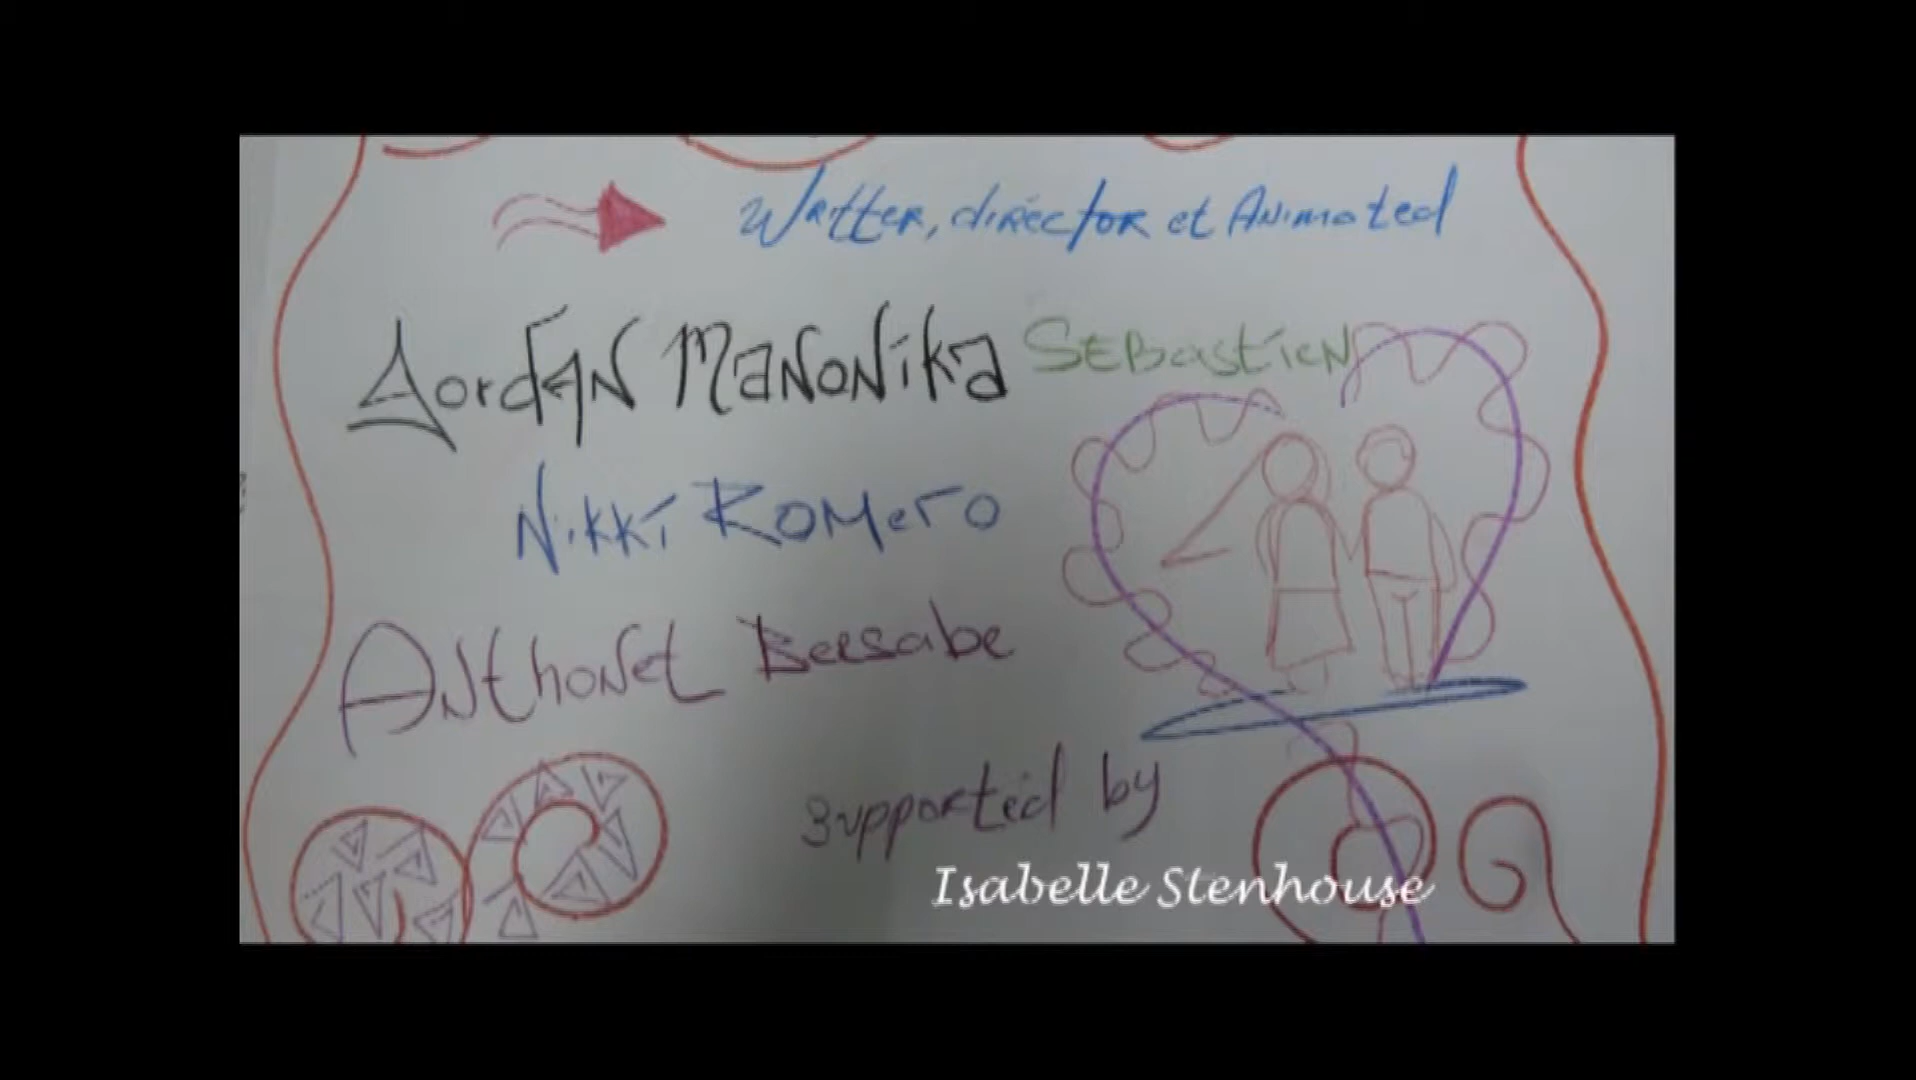 Writter, director et Animated
Jordan Manonika Sebastien
Nikki Romero
Anthonet Beesabe
supported by
Isabelle Stenhouse